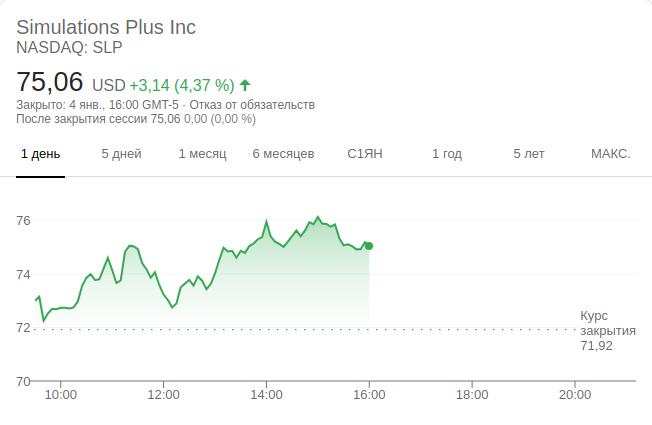 Simulations Plus Inc
NASDAQ: SLP
75,06 USD +3,14 (4,37 %)
Закрыто: 4 янв., 16:00 GMT-5 · Отказ от обязательств
После закрытия сессии 75,06 0,00 (0,00 %)
1 день 5 дней 1 месяц 6 месяцев С1ЯН 1 год 5 лет МАКС.
76
74
72
Курс
закрытия
71,92
70
10:00 12:00 14:00 16:00 18:00 20:00